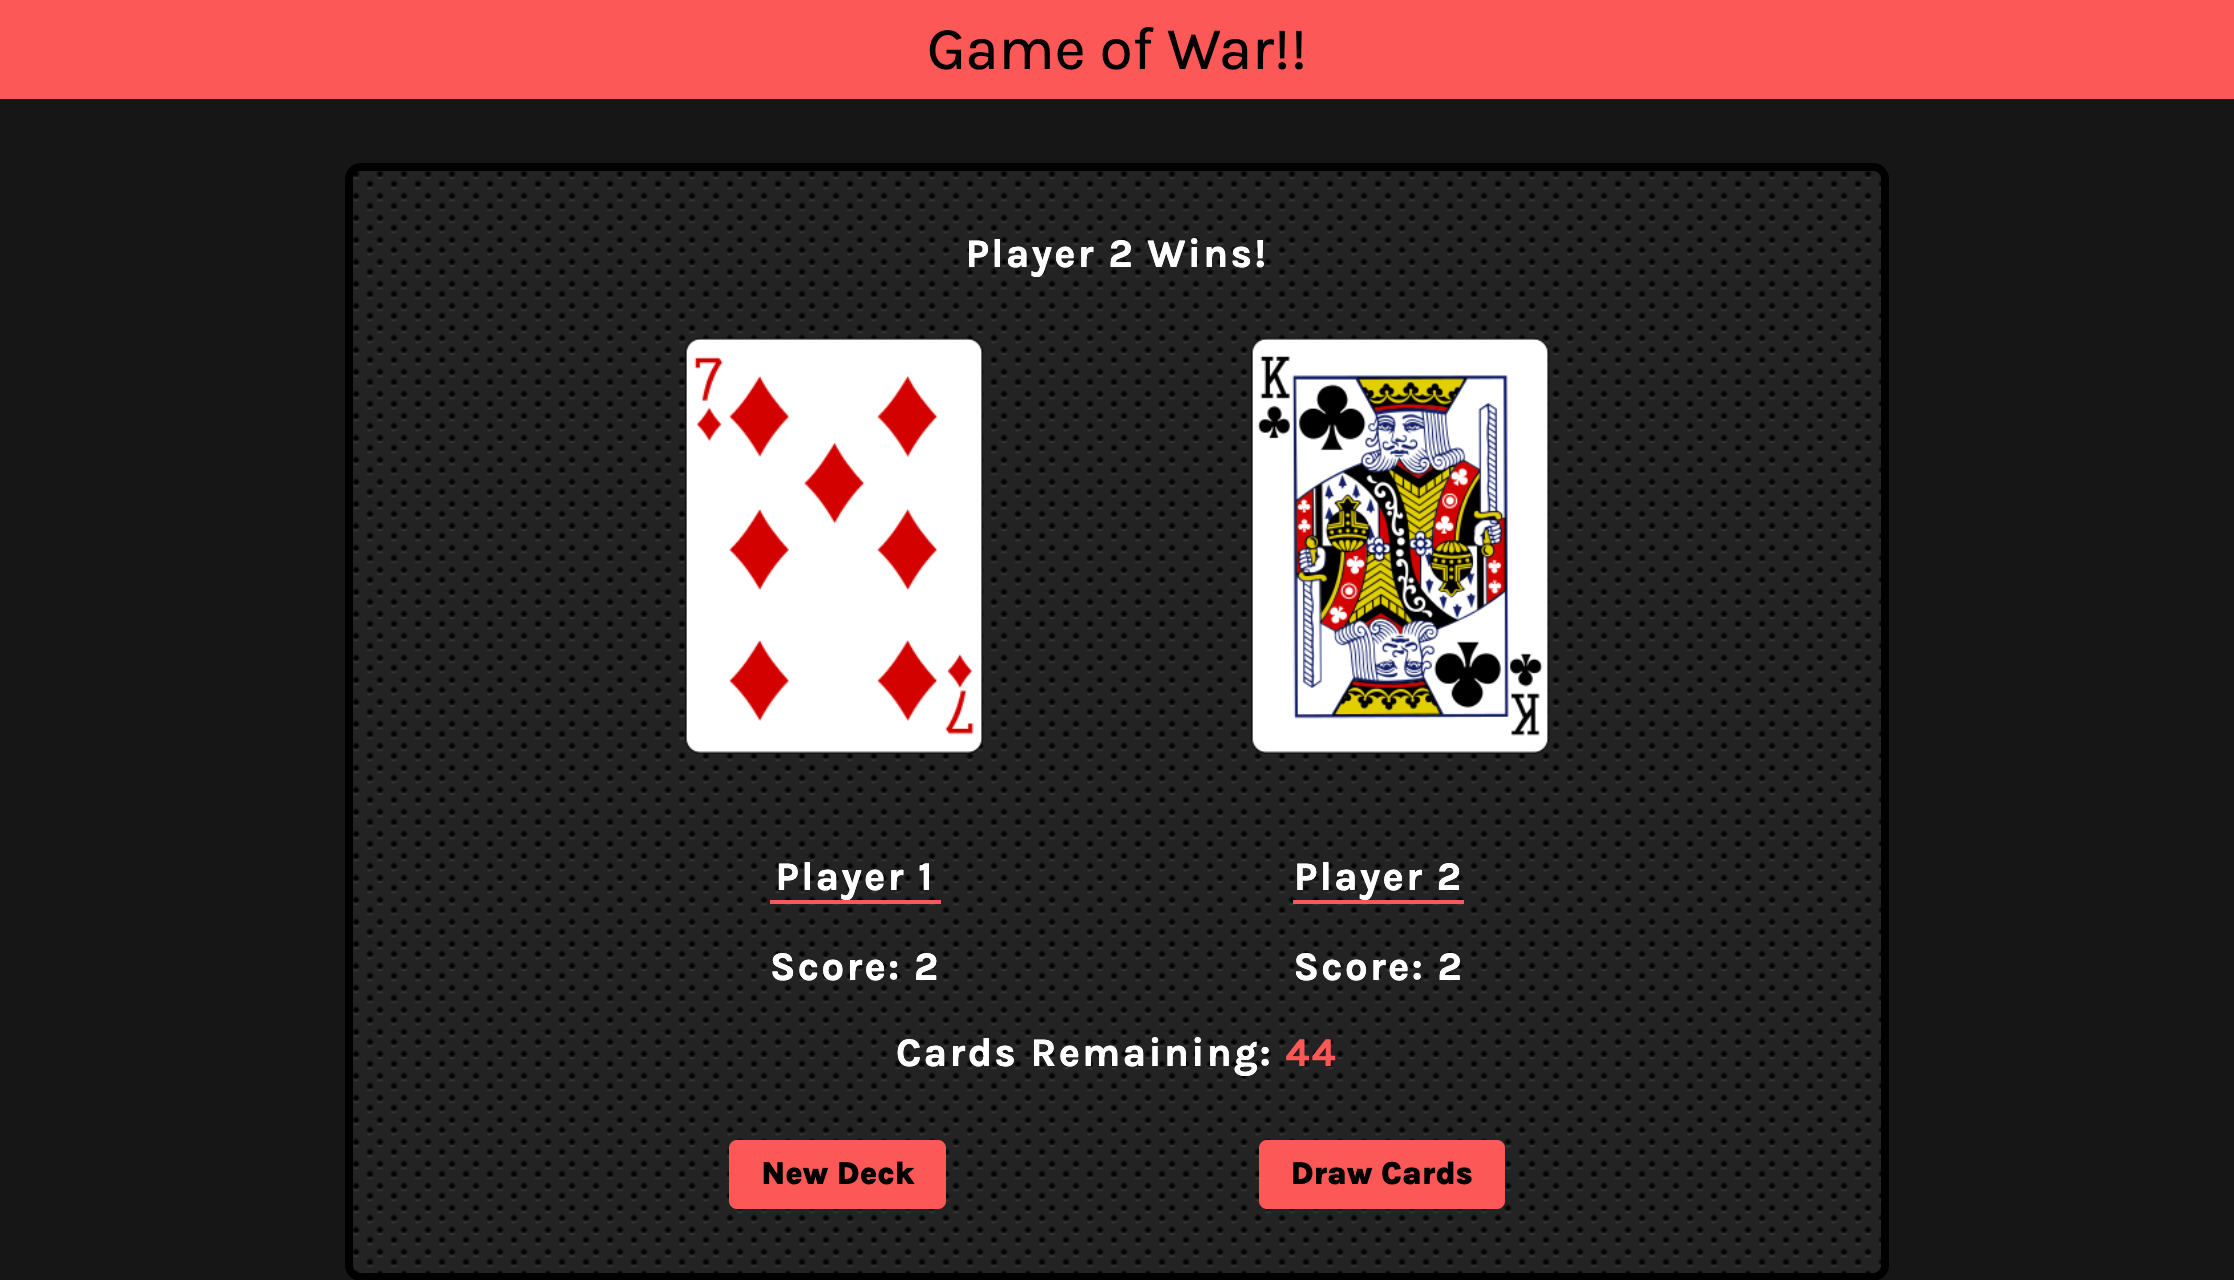 Game of War!!
Player 2 Wins!
7
7
K
K
Player 1
Player 2
Score: 2
Score: 2
Cards Remaining: 44
New Deck
Draw Cards